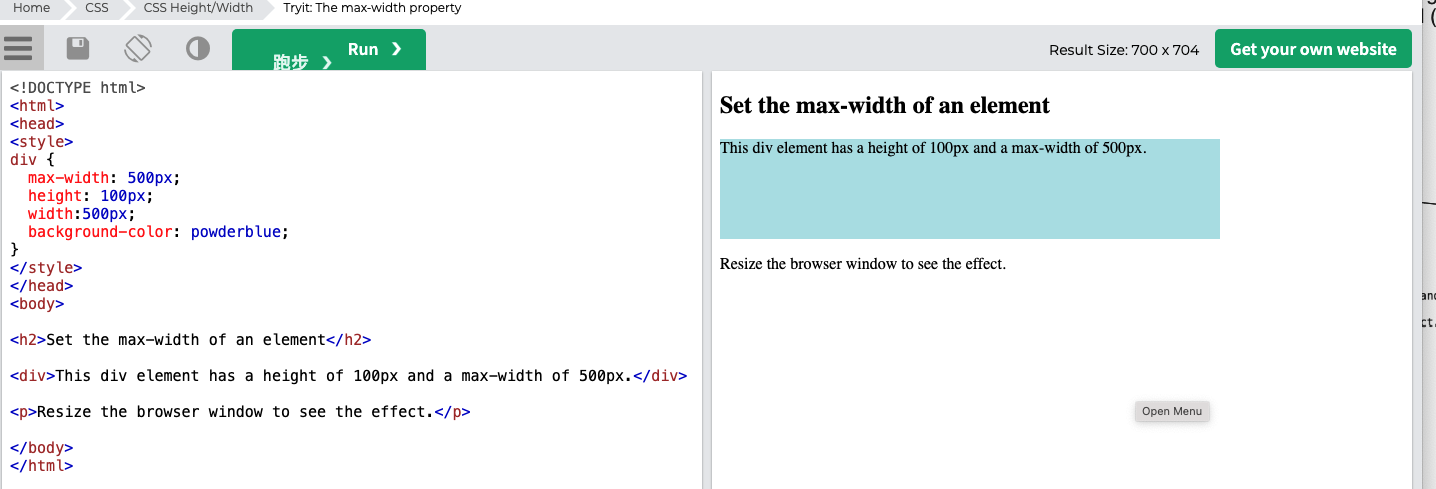 Home CSS CSS Height/Width Tryit: The max-width property
Run ❯
跑步 ❯
Result Size: 700 x 704
Get your own website
<!DOCTYPE html>
<html>
<head>
<style>
div {
  max-width: 500px;
  height: 100px;
  width:500px;
  background-color: powderblue;
}
</style>
</head>
<body>
<h2>Set the max-width of an element</h2>
<div>This div element has a height of 100px and a max-width of 500px.</div>
<p>Resize the browser window to see the effect.</p>
</body>
</html>
Set the max-width of an element
This div element has a height of 100px and a max-width of 500px.
Resize the browser window to see the effect.
Open Menu